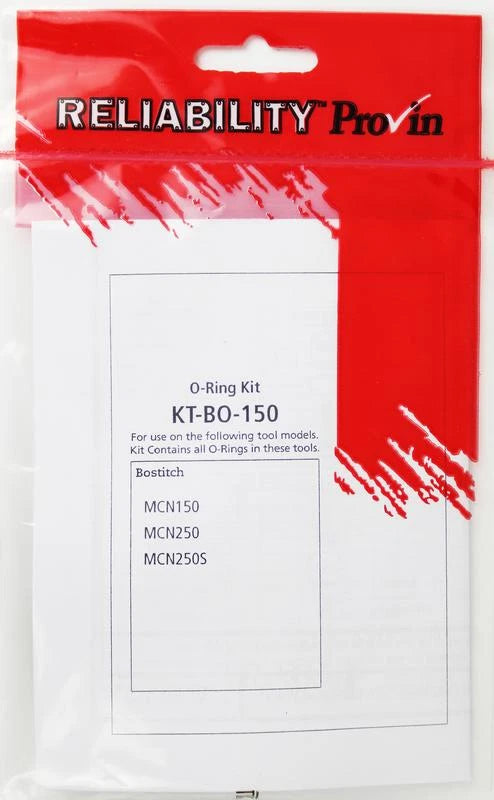 RELIABILITY™ Provin
O-Ring Kit
KT-BO-150
For use on the following tool models.
Kit Contains all O-Rings in these tools.
Bostitch
MCN150
MCN250
MCN250S